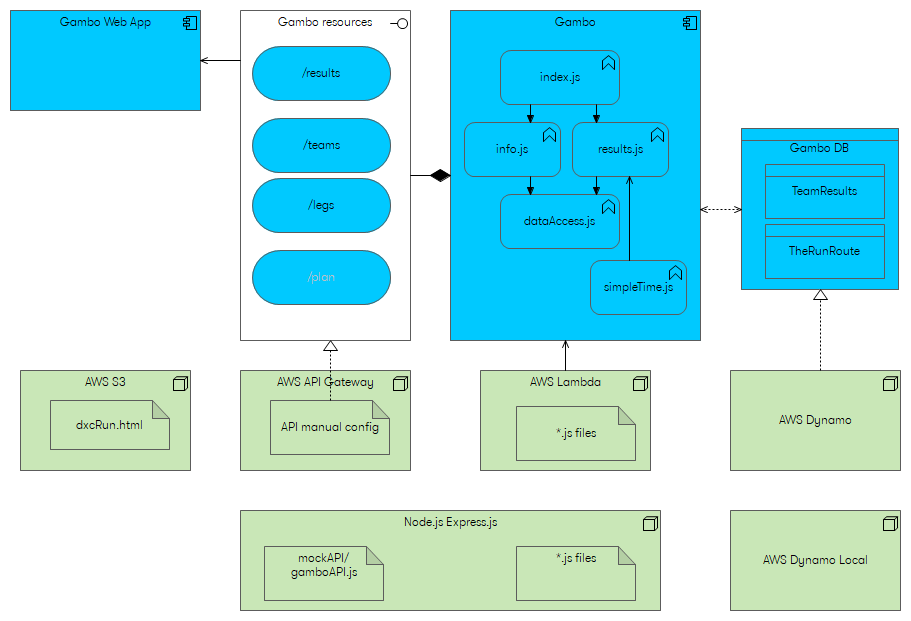 Gambo Web App
Gambo resources
/results
/teams
/legs
/plan
Gambo
index.js
info.js
results.js
dataAccess.js
simpleTime.js
Gambo DB
TeamResults
TheRunRoute
AWS S3
dxcRun.html
AWS API Gateway
API manual config
AWS Lambda
*.js files
AWS Dynamo
Node.js Express.js
mockAPI/
gamboAPI.js
*.js files
AWS Dynamo Local